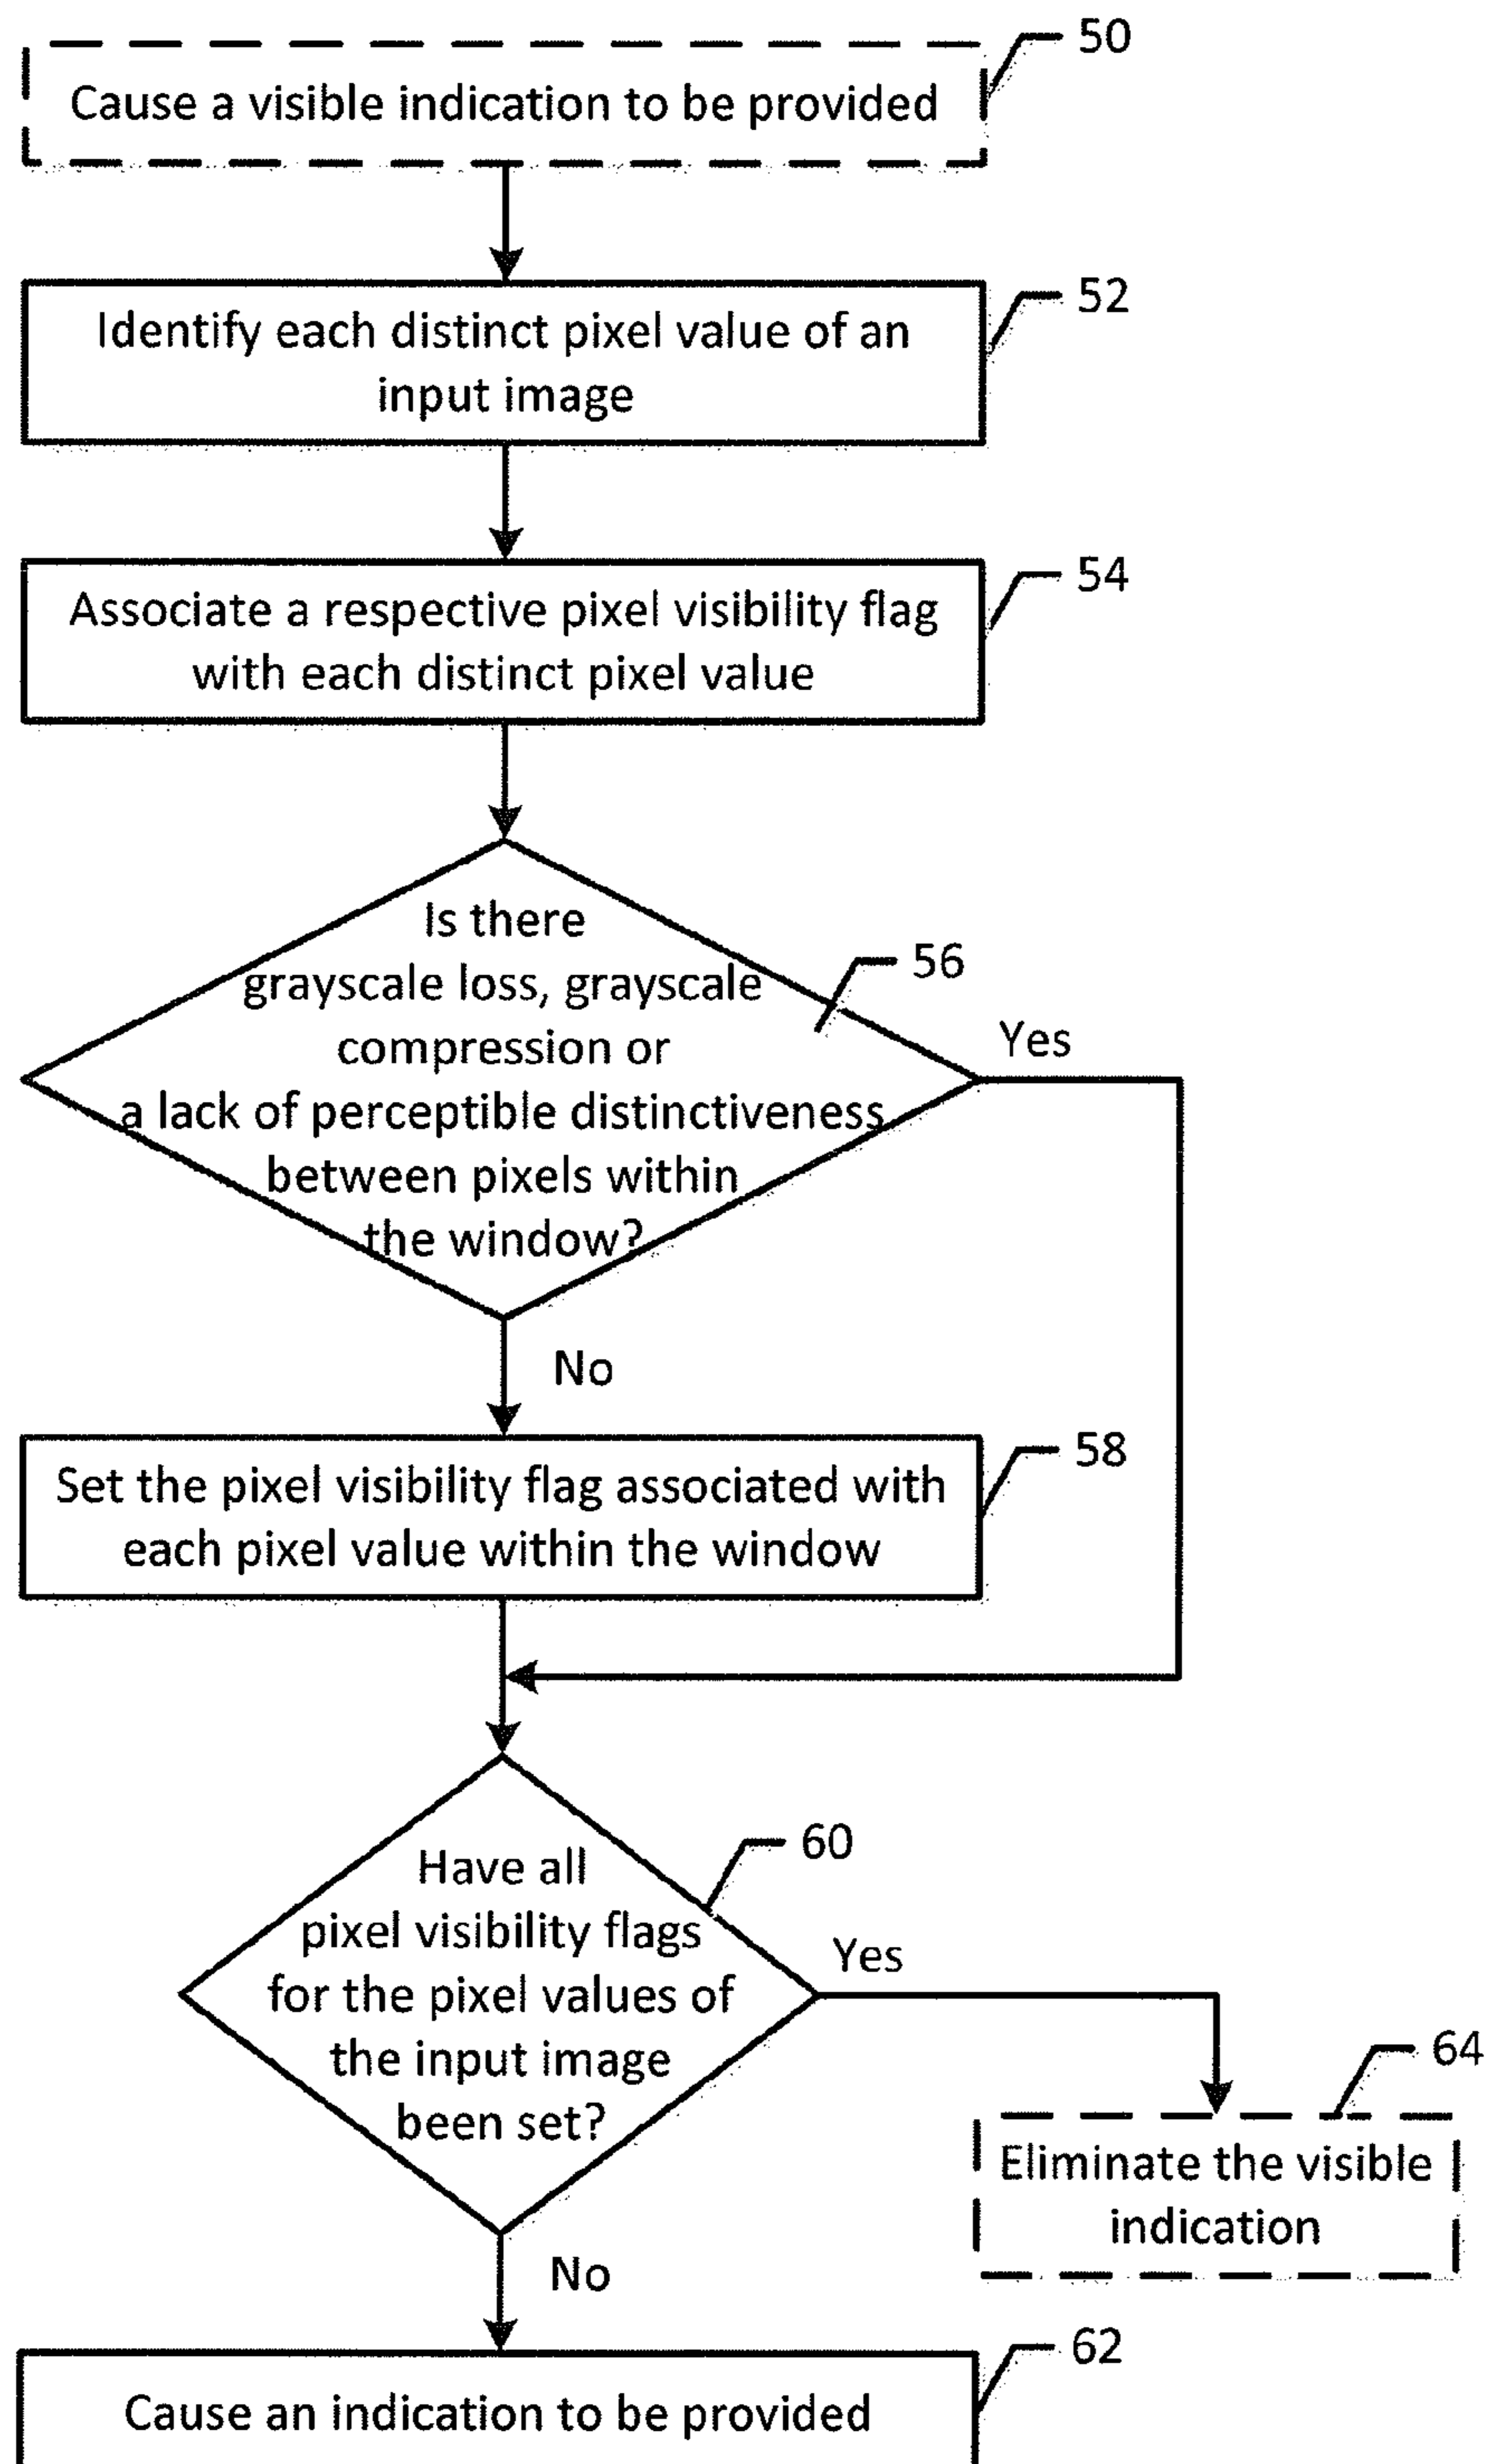 50
Cause a visible indication to be provided
52
Identify each distinct pixel value of an
input image
54
Associate a respective pixel visibility flag
with each distinct pixel value
Is there
grayscale loss, grayscale
compression or
a lack of perceptible distinctiveness
between pixels within
the window?
56
Yes
No
58
Set the pixel visibility flag associated with
each pixel value within the window
60
Have all
pixel visibility flags
for the pixel values of
the input image
been set?
Yes
64
Eliminate the visible
indication
No
62
Cause an indication to be provided